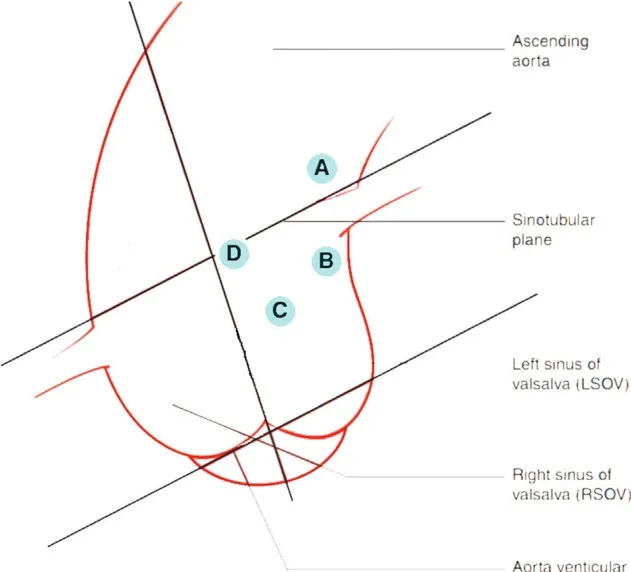 Ascending
aorta
A
Sinotubular
plane
D
B
C
Left sinus of
valsalva (LSOV)
Right sinus of
valsalva (RSOV)
Aorta venticular